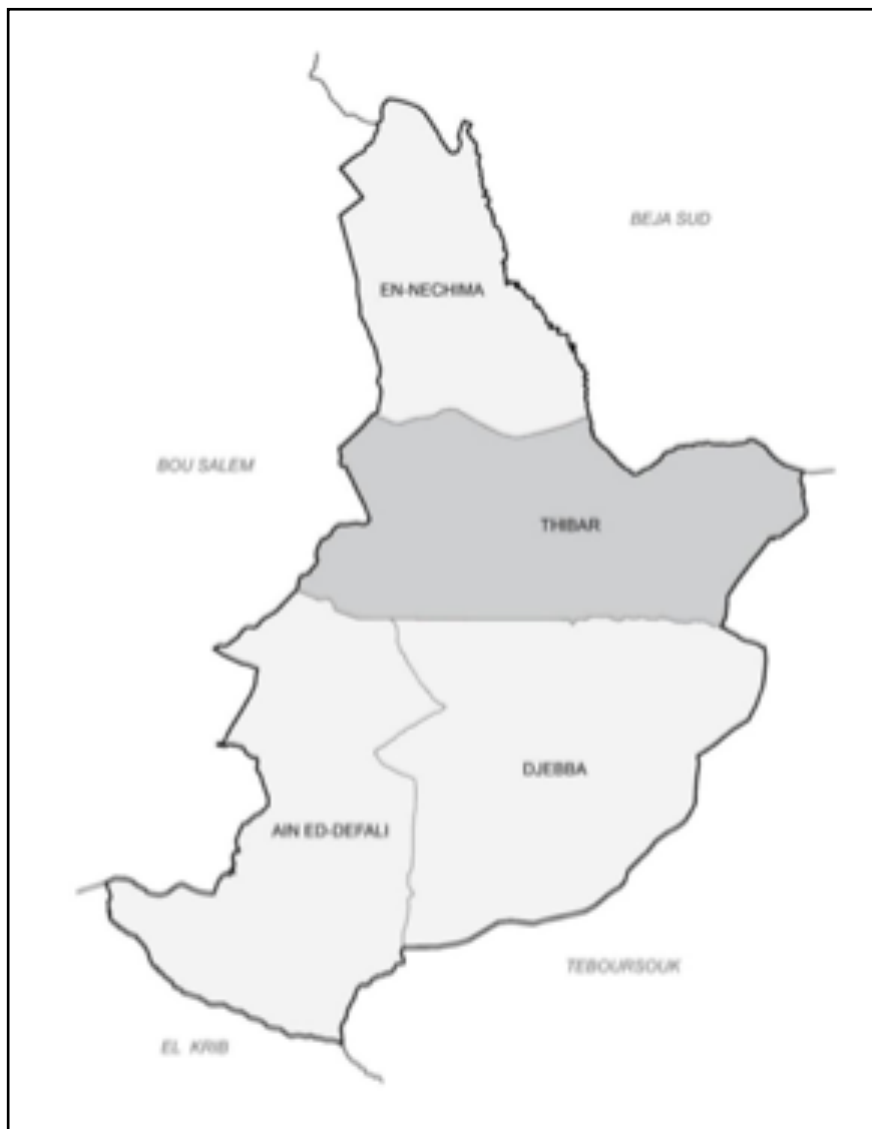 BEJA SUD
EN-NECHIMA
BOU SALEM
THIBAR
DJEBBA
AIN ED-DEFALI
TEBOURSOUK
EL KRIB